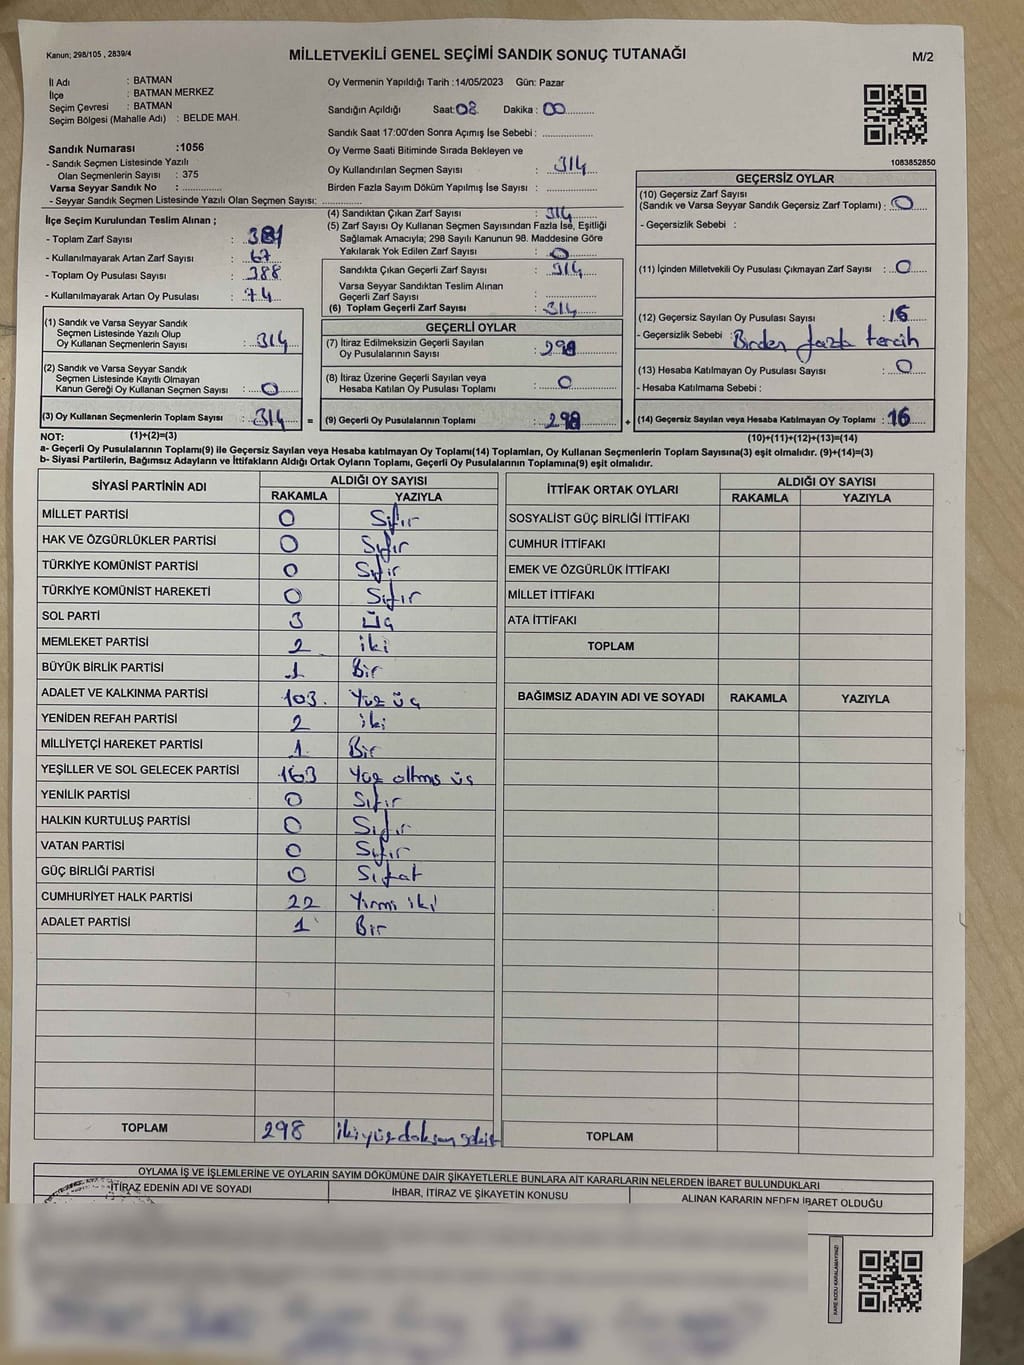 Kanun; 298/105 , 2839/4
MİLLETVEKİLİ GENEL SEÇİMİ SANDIK SONUÇ TUTANAĞI
M/2
İl Adı : BATMAN
İlçe : BATMAN MERKEZ
Seçim Çevresi : BATMAN
Seçim Bölgesi (Mahalle Adı) : BELDE MAH.
Sandık Numarası :1056
- Sandık Seçmen Listesinde Yazılı
Olan Seçmenlerin Sayısı : 375
Varsa Seyyar Sandık No :
- Seyyar Sandık Seçmen Listesinde Yazılı Olan Seçmen Sayısı:
Oy Vermenin Yapıldığı Tarih :14/05/2023 Gün: Pazar
Sandığın Açıldığı Saat: 08 Dakika : 00
Sandık Saat 17:00'den Sonra Açımış İse Sebebi :
Oy Verme Saati Bitiminde Sırada Bekleyen ve
Oy Kullandırılan Seçmen Sayısı : 314
Birden Fazla Sayım Döküm Yapılmış İse Sayısı :
1083852850
İlçe Seçim Kurulundan Teslim Alınan ;
- Toplam Zarf Sayısı : 381
- Kullanılmayarak Artan Zarf Sayısı : 67
- Toplam Oy Pusulası Sayısı : 388
- Kullanılmayarak Artan Oy Pusulası : 74
(1) Sandık ve Varsa Seyyar Sandık
Seçmen Listesinde Yazılı Olup
Oy Kullanan Seçmenlerin Sayısı : 314
(2) Sandık ve Varsa Seyyar Sandık
Seçmen Listesinde Kayıtlı Olmayan
Kanun Gereği Oy Kullanan Seçmen Sayısı : 0
(3) Oy Kullanan Seçmenlerin Toplam Sayısı : 314 =
(4) Sandıktan Çıkan Zarf Sayısı : 314
(5) Zarf Sayısı Oy Kullanan Seçmen Sayısından Fazla İse, Eşitliği
Sağlamak Amacıyla; 298 Sayılı Kanunun 98. Maddesine Göre
Yakılarak Yok Edilen Zarf Sayısı : 0
Sandıkta Çıkan Geçerli Zarf Sayısı : 314
Varsa Seyyar Sandıktan Teslim Alınan
Geçerli Zarf Sayısı :
(6) Toplam Geçerli Zarf Sayısı : 314
GEÇERLİ OYLAR
(7) İtiraz Edilmeksizin Geçerli Sayılan
Oy Pusulalarının Sayısı : 298
(8) İtiraz Üzerine Geçerli Sayılan veya
Hesaba Katılan Oy Pusulası Toplamı : 0
(9) Geçerli Oy Pusulalarının Toplamı : 298 +
GEÇERSİZ OYLAR
(10) Geçersiz Zarf Sayısı
(Sandık ve Varsa Seyyar Sandık Geçersiz Zarf Toplamı) : 0
- Geçersizlik Sebebi :
(11) İçinden Milletvekili Oy Pusulası Çıkmayan Zarf Sayısı : 0
(12) Geçersiz Sayılan Oy Pusulası Sayısı : 16
- Geçersizlik Sebebi : Birden fazla tercih
(13) Hesaba Katılmayan Oy Pusulası Sayısı : 0
- Hesaba Katılmama Sebebi :
(14) Geçersiz Sayılan veya Hesaba Katılmayan Oy Toplamı : 16
NOT: (1)+(2)=(3)
(10)+(11)+(12)+(13)=(14)
a- Geçerli Oy Pusulalarının Toplamı(9) ile Geçersiz Sayılan veya Hesaba katılmayan Oy Toplamı(14) Toplamları, Oy Kullanan Seçmenlerin Toplam Sayısına(3) eşit olmalıdır. (9)+(14)=(3)
b- Siyasi Partilerin, Bağımsız Adayların ve İttifakların Aldığı Ortak Oyların Toplamı, Geçerli Oy Pusulalarının Toplamına(9) eşit olmalıdır.
SİYASİ PARTİNİN ADI ALDIĞI OY SAYISI
RAKAMLA YAZIYLA
MİLLET PARTİSİ 0 Sıfır
HAK VE ÖZGÜRLÜKLER PARTİSİ 0 Sıfır
TÜRKİYE KOMÜNİST PARTİSİ 0 Sıfır
TÜRKİYE KOMÜNİST HAREKETİ 0 Sıfır
SOL PARTİ 3 Üç
MEMLEKET PARTİSİ 2 iki
BÜYÜK BİRLİK PARTİSİ 1 Bir
ADALET VE KALKINMA PARTİSİ 103 Yüz üç
YENİDEN REFAH PARTİSİ 2 iki
MİLLİYETÇİ HAREKET PARTİSİ 1 Bir
YEŞİLLER VE SOL GELECEK PARTİSİ 163 Yüz altmış üç
YENİLİK PARTİSİ 0 Sıfır
HALKIN KURTULUŞ PARTİSİ 0 Sıfır
VATAN PARTİSİ 0 Sıfır
GÜÇ BİRLİĞİ PARTİSİ 0
CUMHURİYET HALK PARTİSİ 22 Yirmi iki
ADALET PARTİSİ 1 Bir
TOPLAM 298 ikiyüz doksan sekiz
İTTİFAK ORTAK OYLARI ALDIĞI OY SAYISI
RAKAMLA YAZIYLA
SOSYALİST GÜÇ BİRLİĞİ İTTİFAKI
CUMHUR İTTİFAKI
EMEK VE ÖZGÜRLÜK İTTİFAKI
MİLLET İTTİFAKI
ATA İTTİFAKI
TOPLAM
BAĞIMSIZ ADAYIN ADI VE SOYADI RAKAMLA YAZIYLA
TOPLAM
OYLAMA İŞ VE İŞLEMLERİNE VE OYLARIN SAYIM DÖKÜMÜNE DAİR ŞİKAYETLERLE BUNLARA AİT KARARLARIN NELERDEN İBARET BULUNDUKLARI
İTİRAZ EDENİN ADI VE SOYADI İHBAR, İTİRAZ VE ŞİKAYETİN KONUSU ALINAN KARARIN NEDEN İBARET OLDUĞU
KARE KODU KARALAMAYINIZ!